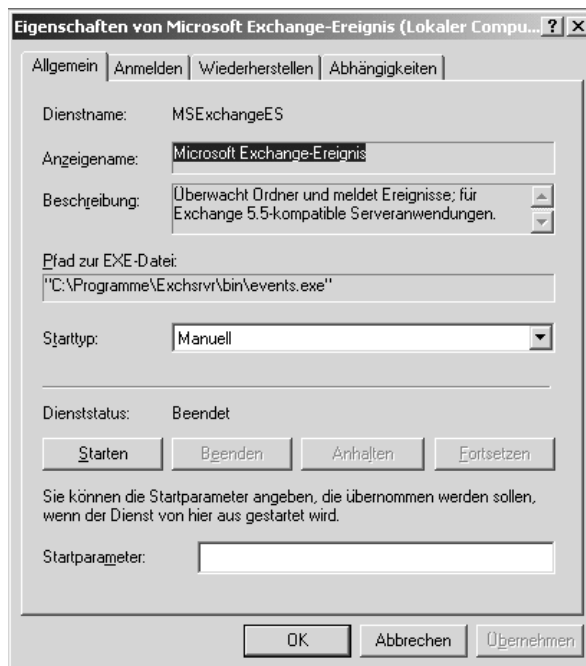 Eigenschaften von Microsoft Exchange-Ereignis (Lokaler Compu... ? X
Allgemein Anmelden Wiederherstellen Abhängigkeiten
Dienstname: MSExchangeES
Anzeigename: Microsoft Exchange-Ereignis
Beschreibung: Überwacht Ordner und meldet Ereignisse; für
Exchange 5.5-kompatible Serveranwendungen.
Pfad zur EXE-Datei:
"C:\Programme\Exchsrvr\bin\events.exe"
Starttyp: Manuell
Dienststatus: Beendet
Starten Beenden Anhalten Fortsetzen
Sie können die Startparameter angeben, die übernommen werden sollen,
wenn der Dienst von hier aus gestartet wird.
Startparameter:
OK Abbrechen Übernehmen